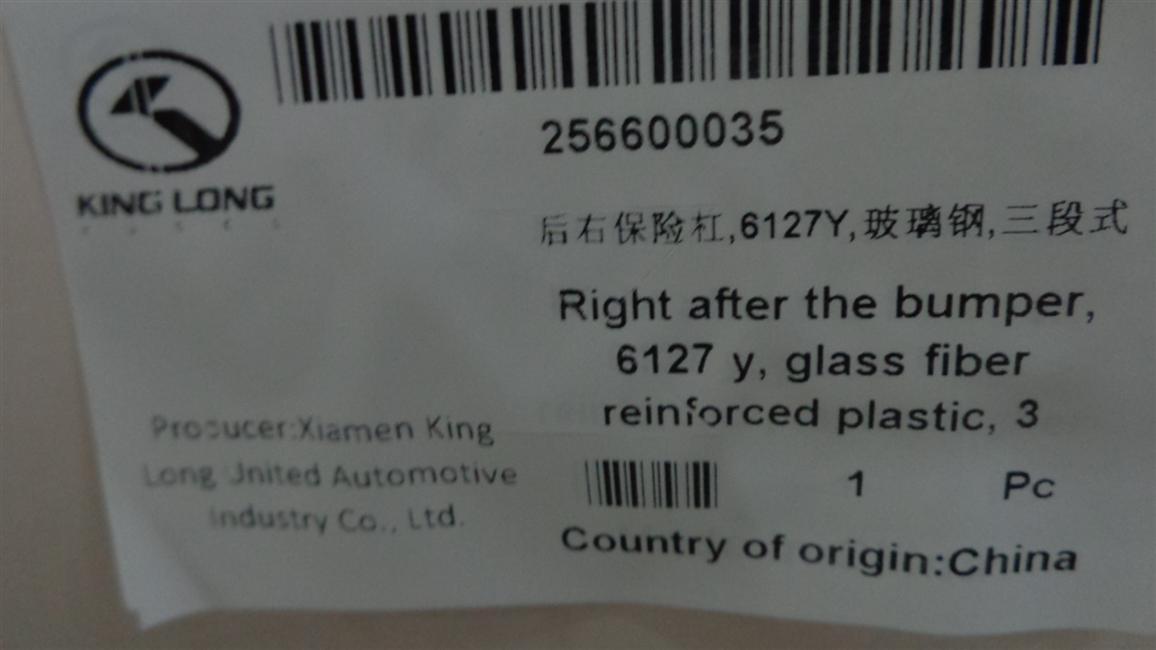 KING LONG
256600035
后右保险杠,6127Y,玻璃钢,三段式
Right after the bumper,
6127 y, glass fiber
reinforced plastic, 3
Producer:Xiamen King
Long United Automotive
Industry Co., Ltd.
1 Pc
Country of origin:China